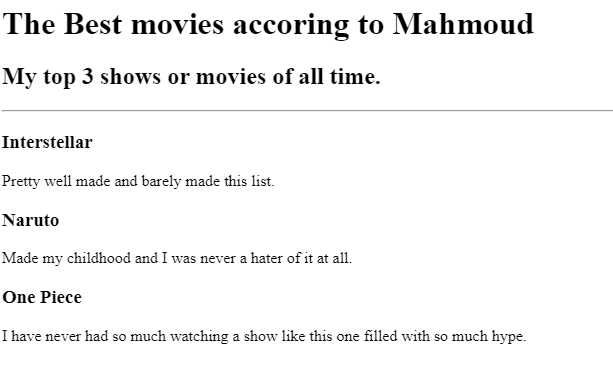 The Best movies accoring to Mahmoud
My top 3 shows or movies of all time.
Interstellar
Pretty well made and barely made this list.
Naruto
Made my childhood and I was never a hater of it at all.
One Piece
I have never had so much watching a show like this one filled with so much hype.